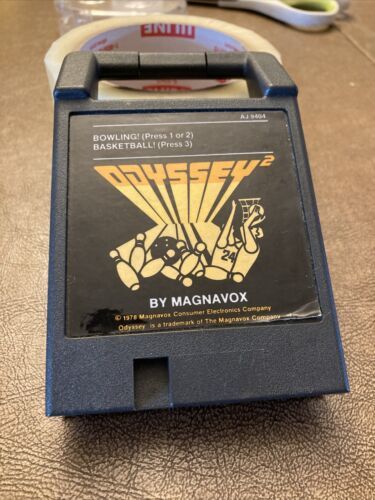 ULINE
AJ 9404
BOWLING! (Press 1 or 2)
BASKETBALL! (Press 3)
ODYSSEY²
24
BY MAGNAVOX
© 1978 Magnavox Consumer Electronics Company
Odyssey is a trademark of The Magnavox Company